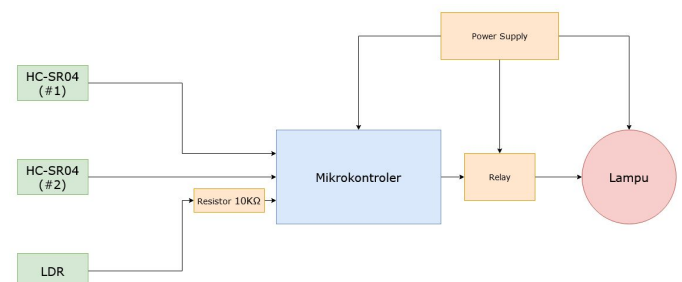 Power Supply
HC-SR04
(#1)
HC-SR04
(#2)
Mikrokontroler
Relay
Lampu
Resistor 10KΩ
LDR